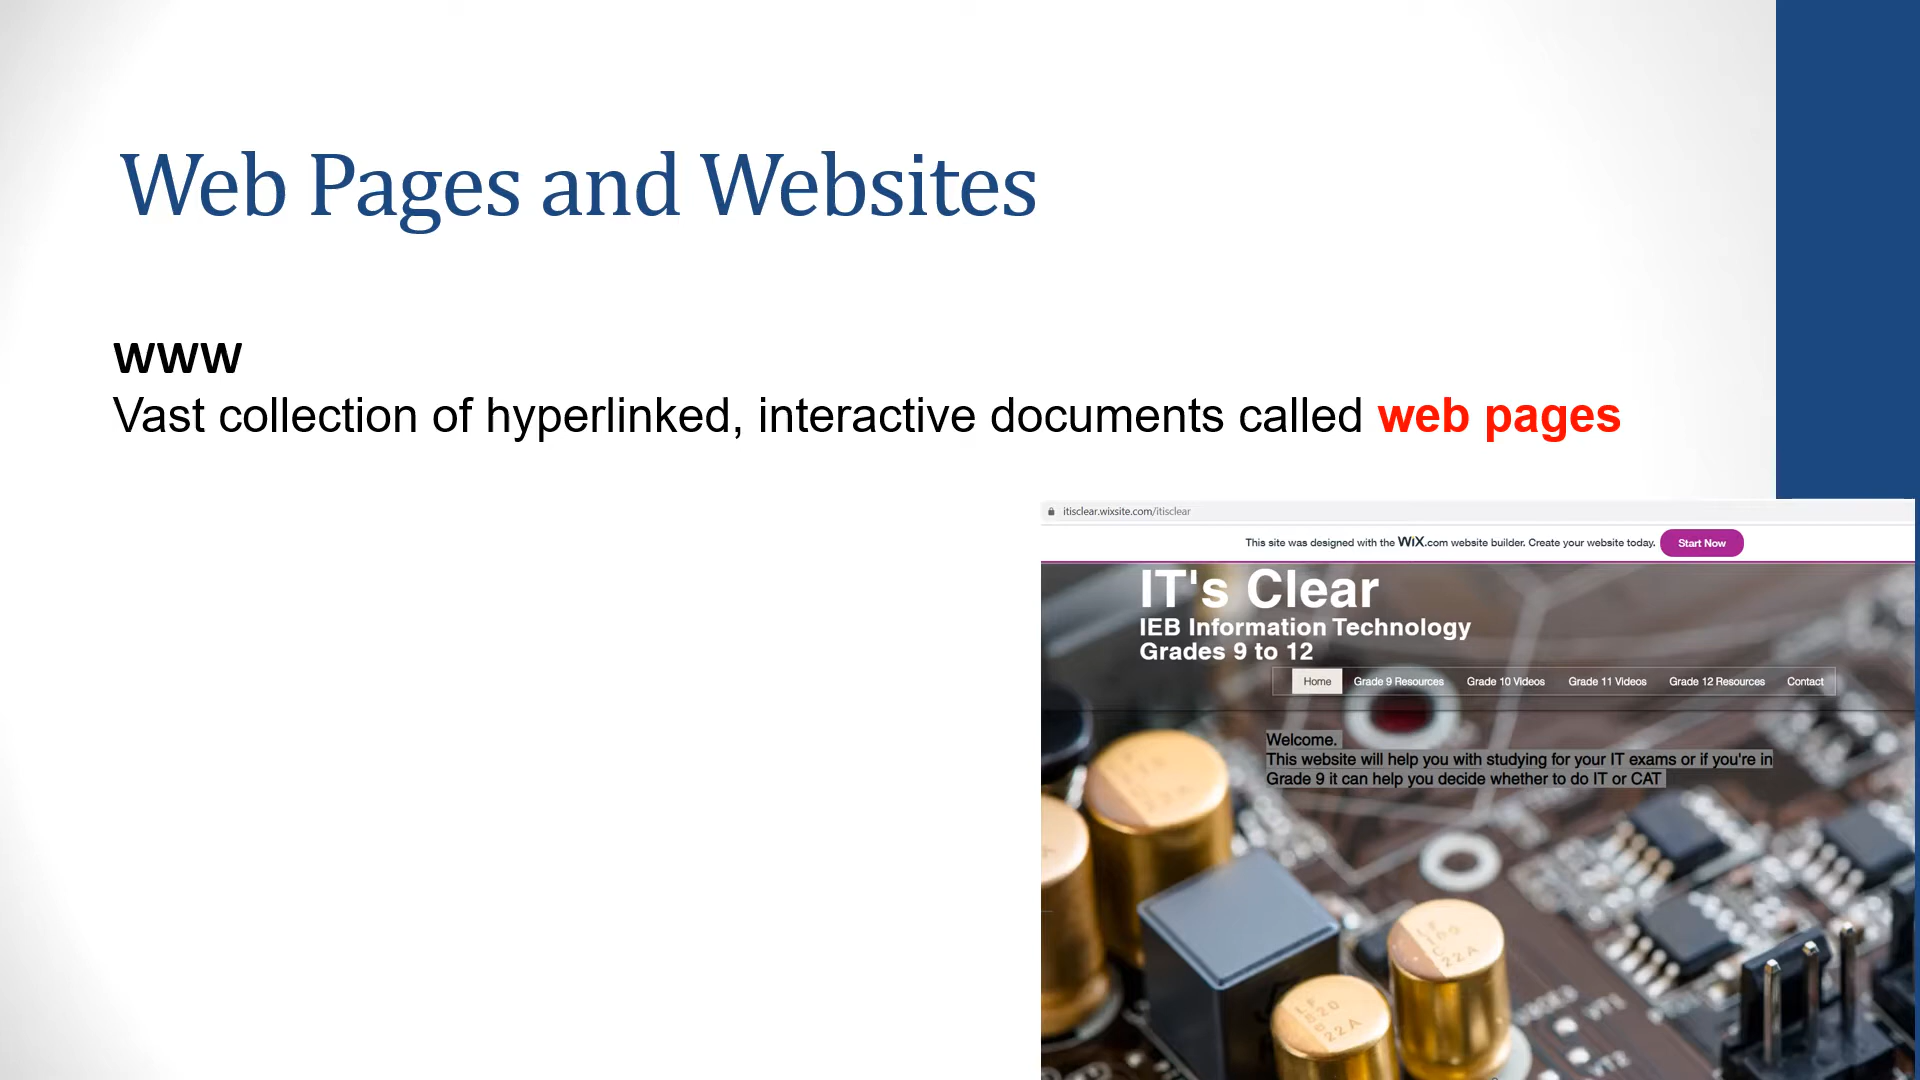 Web Pages and Websites
www
Vast collection of hyperlinked, interactive documents called web pages
itisclear.wixsite.com/itisclear
This site was designed with the WiX.com website builder. Create your website today. Start Now
IT's Clear
IEB Information Technology
Grades 9 to 12
Home Grade 9 Resources Grade 10 Videos Grade 11 Videos Grade 12 Resources Contact
Welcome.
This website will help you with studying for your IT exams or if you're in
Grade 9 it can help you decide whether to do IT or CAT
22A
22A